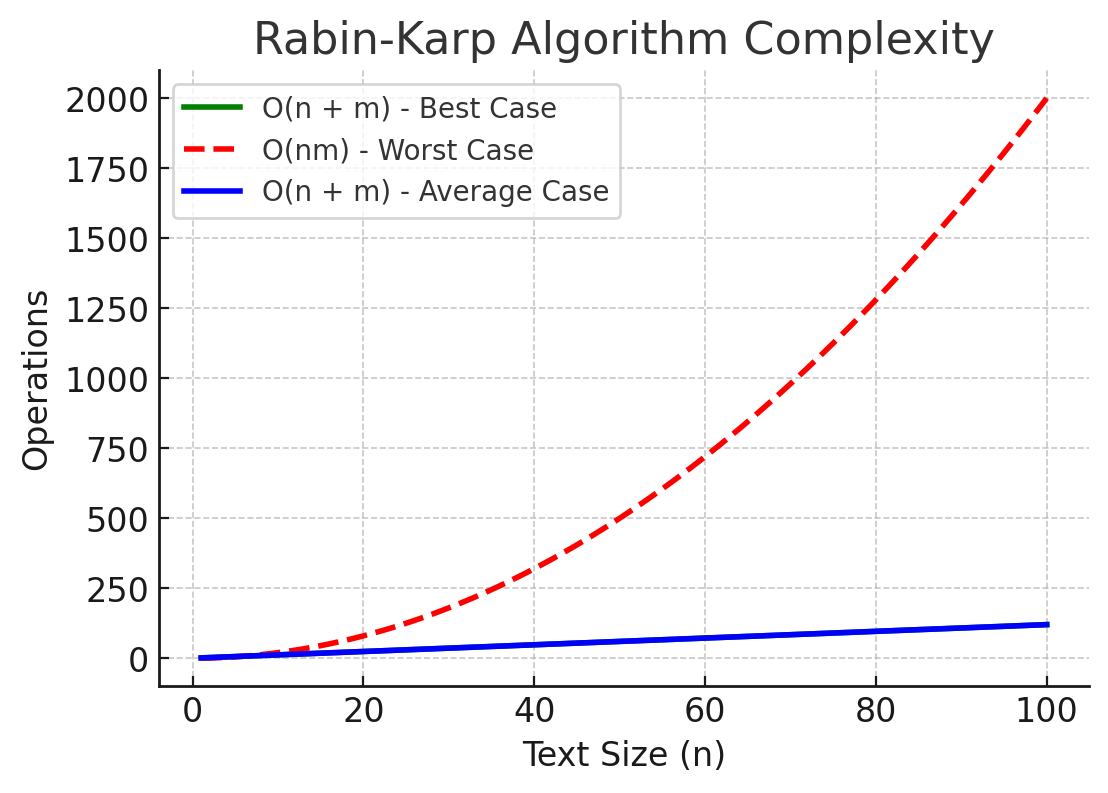 Rabin-Karp Algorithm Complexity
O(n + m) - Best Case
O(nm) - Worst Case
O(n + m) - Average Case
Operations
2000
1750
1500
1250
1000
750
500
250
0
0 20 40 60 80 100
Text Size (n)